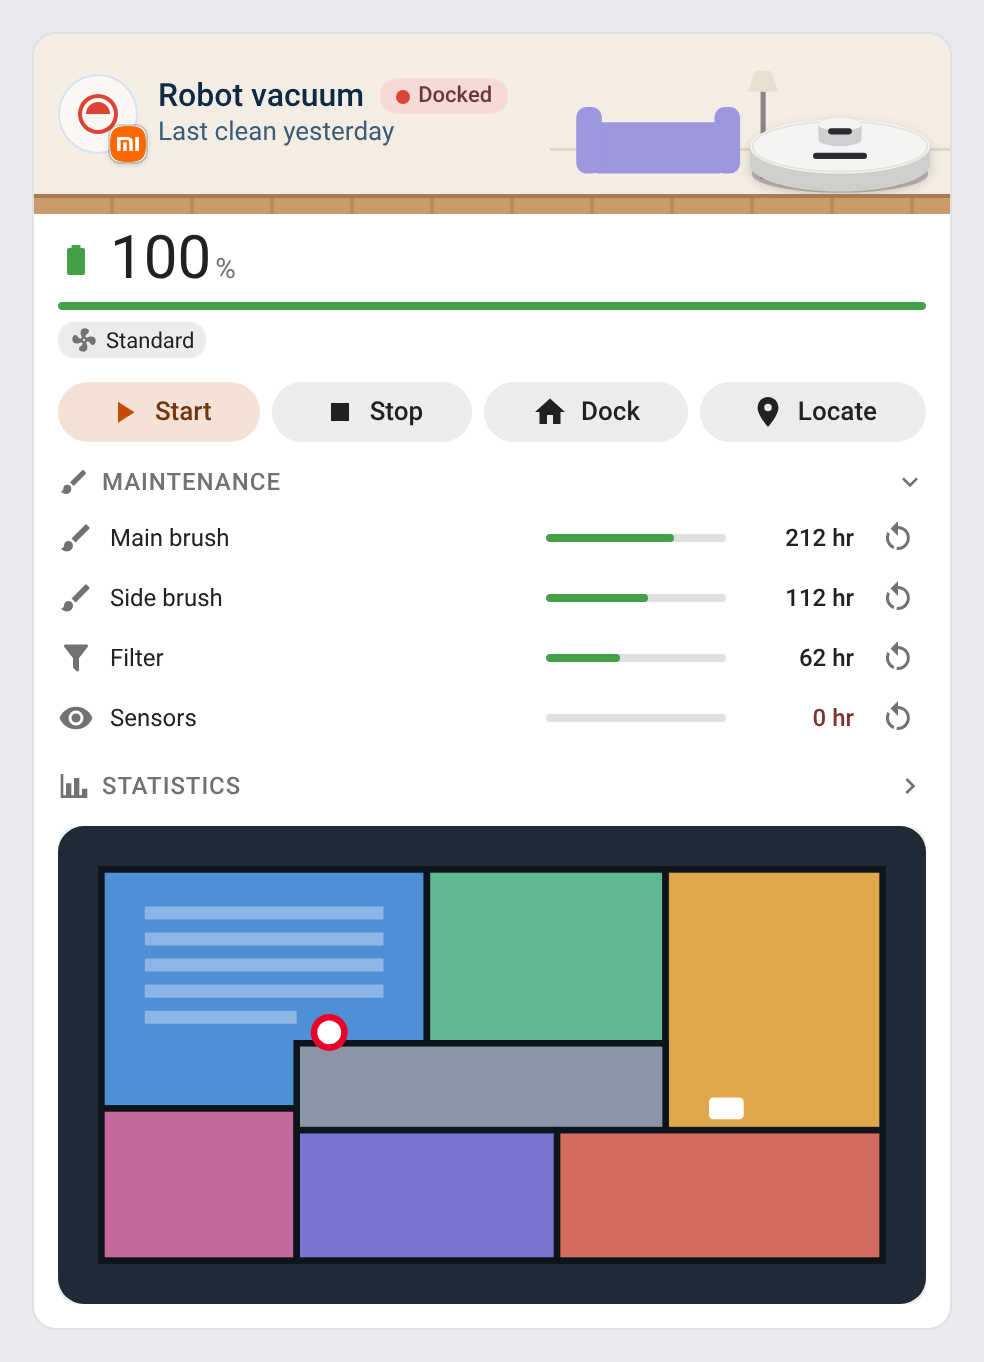 Robot vacuum
Docked
Last clean yesterday
mi
100 %
Standard
Start
Stop
Dock
Locate
MAINTENANCE
Main brush
212 hr
Side brush
112 hr
Filter
62 hr
Sensors
0 hr
STATISTICS